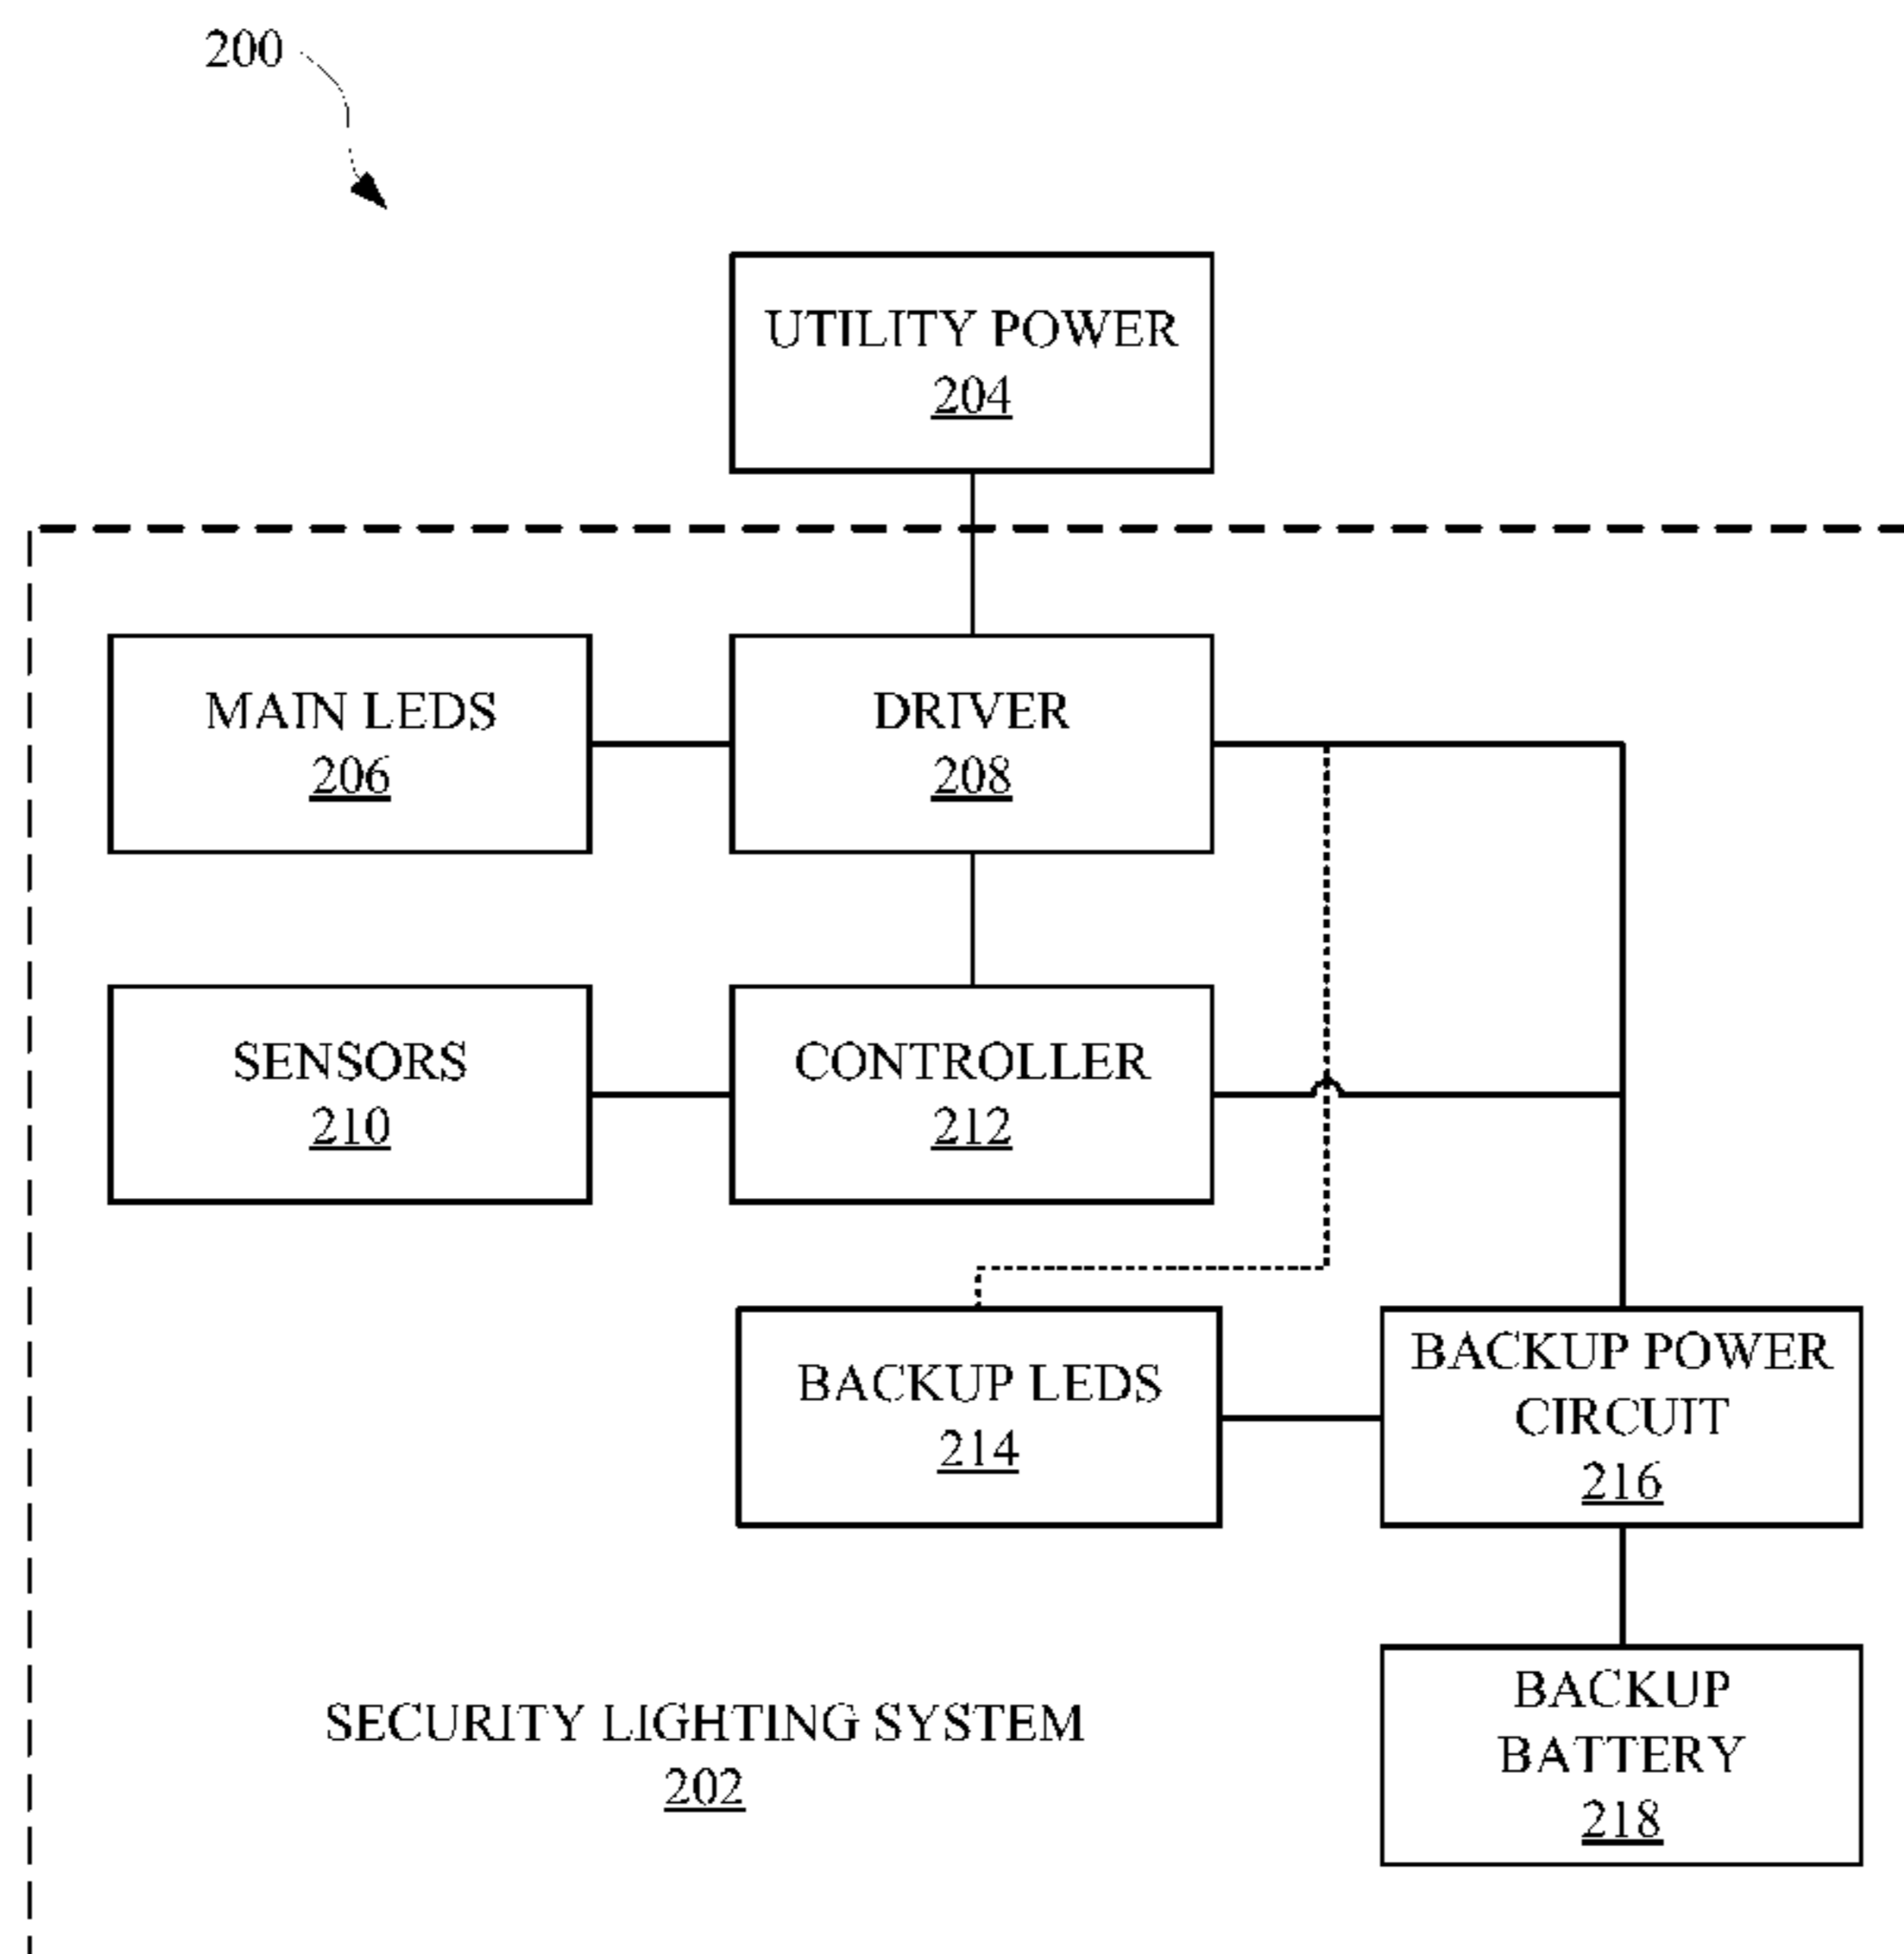 200
UTILITY POWER
204
MAIN LEDS
206
DRIVER
208
SENSORS
210
CONTROLLER
212
BACKUP LEDS
214
BACKUP POWER
CIRCUIT
216
SECURITY LIGHTING SYSTEM
202
BACKUP
BATTERY
218